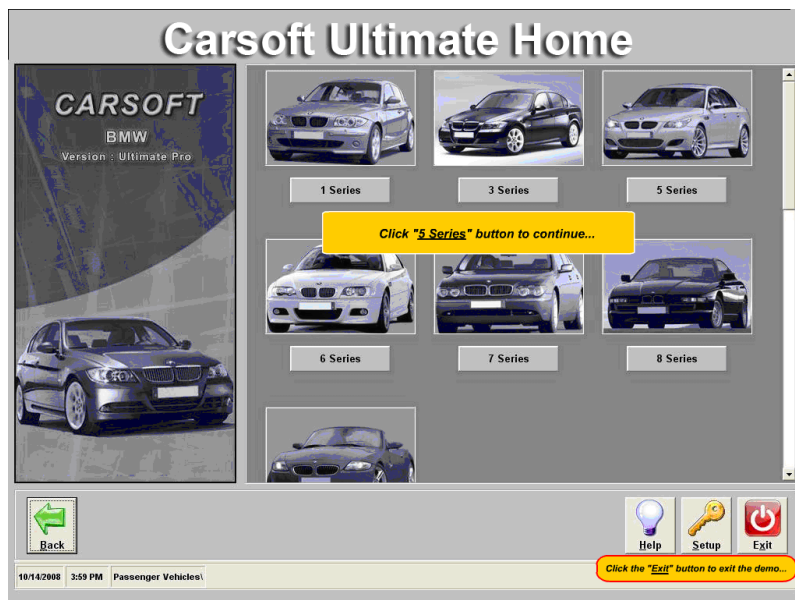 Carsoft Ultimate Home
CARSOFT
BMW
Version : Ultimate Pro
1 Series
3 Series
5 Series
Click "5 Series" button to continue...
6 Series
7 Series
8 Series
Back
Help
Setup
Exit
Click the "Exit" button to exit the demo...
10/14/2008
3:59 PM
Passenger Vehicles\